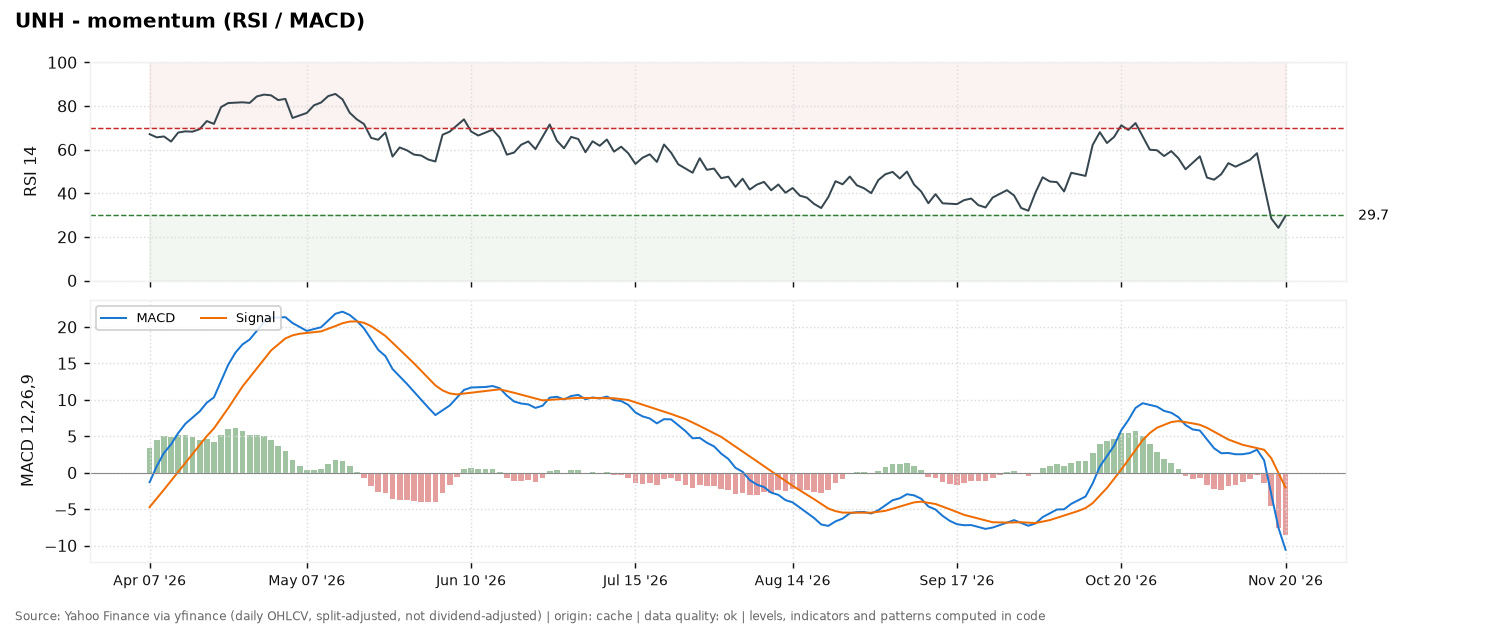 UNH - momentum (RSI / MACD)
100
80
60
40
20
0
RSI 14
29.7
MACD
Signal
20
15
10
5
0
−5
−10
MACD 12,26,9
Apr 07 '26
May 07 '26
Jun 10 '26
Jul 15 '26
Aug 14 '26
Sep 17 '26
Oct 20 '26
Nov 20 '26
Source: Yahoo Finance via yfinance (daily OHLCV, split-adjusted, not dividend-adjusted) | origin: cache | data quality: ok | levels, indicators and patterns computed in code